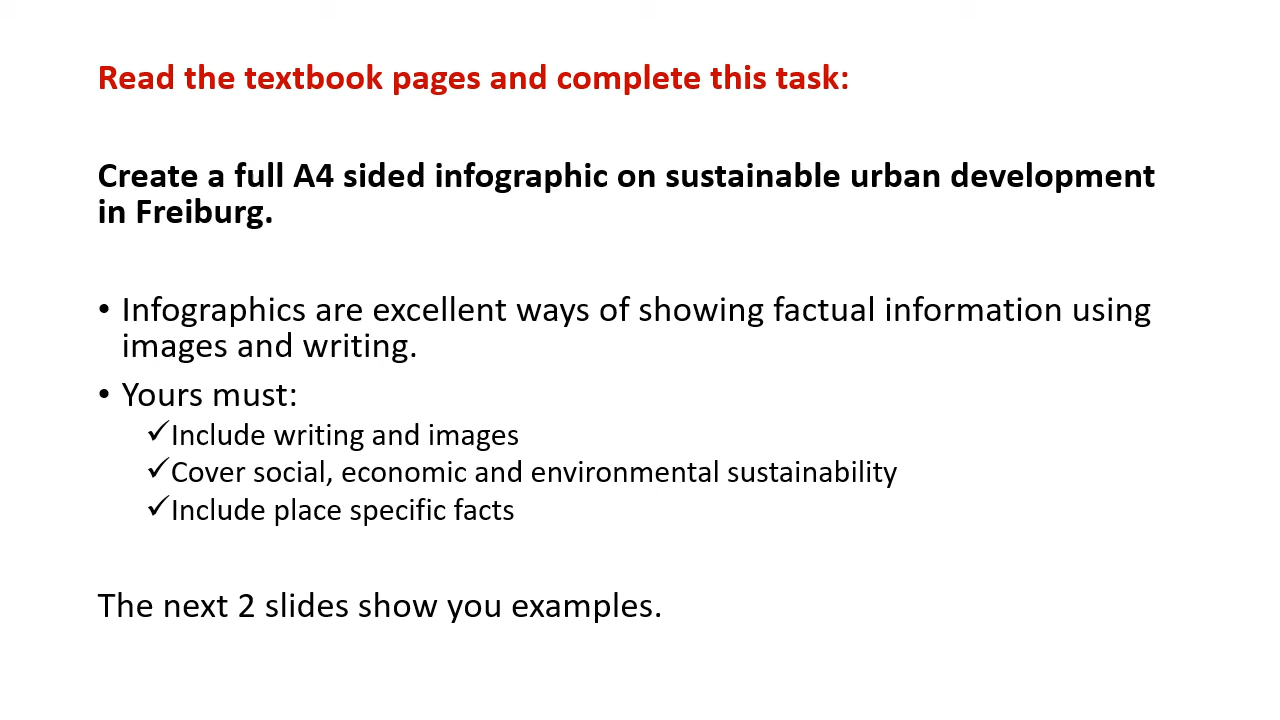 Read the textbook pages and complete this task:
Create a full A4 sided infographic on sustainable urban development
in Freiburg.
• Infographics are excellent ways of showing factual information using
images and writing.
• Yours must:
✓Include writing and images
✓Cover social, economic and environmental sustainability
✓Include place specific facts
The next 2 slides show you examples.